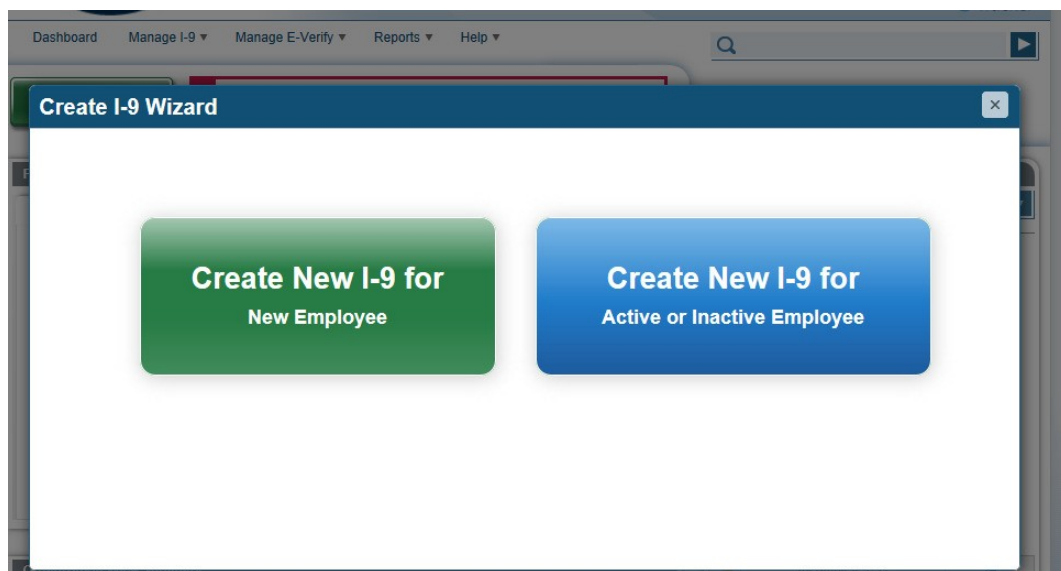 Dashboard Manage I-9 ▼ Manage E-Verify ▼ Reports ▼ Help ▼
Create I-9 Wizard
Create New I-9 for
New Employee
Create New I-9 for
Active or Inactive Employee